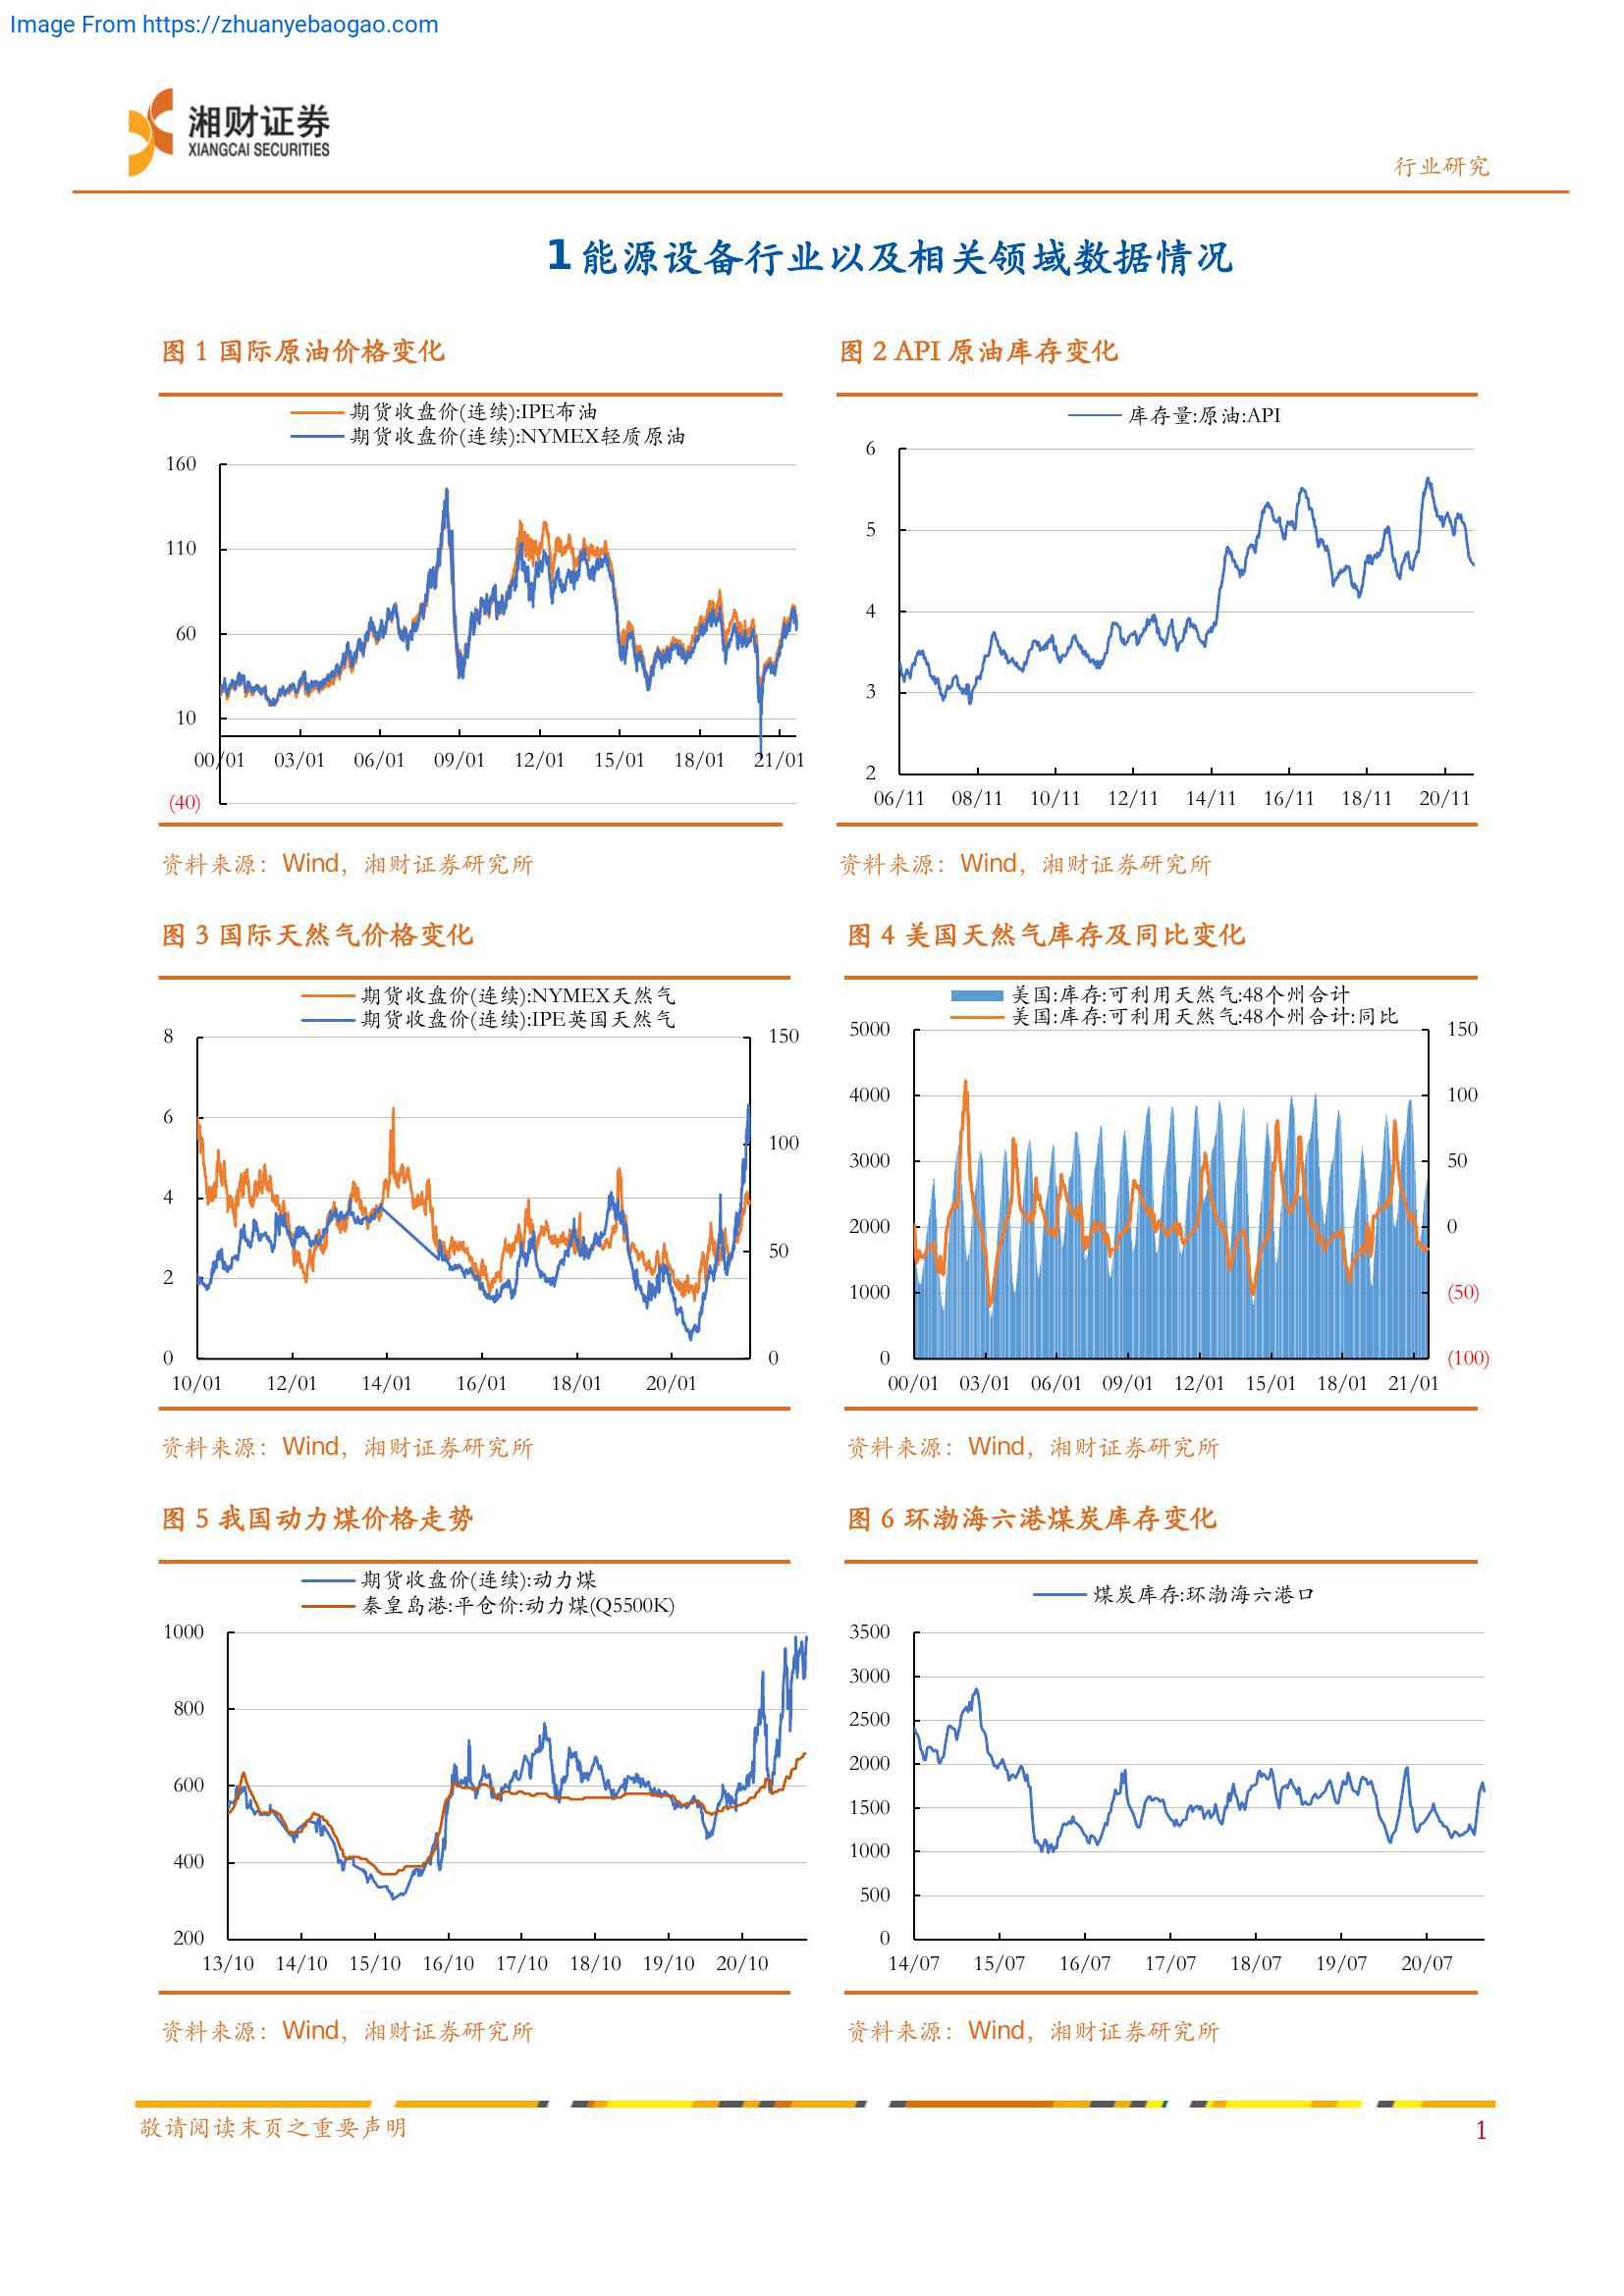 Image From https://zhuanyebaogao.com
湘财证券
XIANGCAI SECURITIES
行业研究
1 能源设备行业以及相关领域数据情况
图 1 国际原油价格变化
期货收盘价(连续):IPE布油
期货收盘价(连续):NYMEX轻质原油
160
110
60
10
(40)
00/01 03/01 06/01 09/01 12/01 15/01 18/01 21/01
资料来源：Wind，湘财证券研究所
图 2 API 原油库存变化
库存量:原油:API
6
5
4
3
2
06/11 08/11 10/11 12/11 14/11 16/11 18/11 20/11
资料来源：Wind，湘财证券研究所
图 3 国际天然气价格变化
期货收盘价(连续):NYMEX天然气
期货收盘价(连续):IPE英国天然气
8
6
4
2
0
150
100
50
0
10/01 12/01 14/01 16/01 18/01 20/01
资料来源：Wind，湘财证券研究所
图 4 美国天然气库存及同比变化
美国:库存:可利用天然气:48个州合计
美国:库存:可利用天然气:48个州合计:同比
5000
4000
3000
2000
1000
0
150
100
50
0
(50)
(100)
00/01 03/01 06/01 09/01 12/01 15/01 18/01 21/01
资料来源：Wind，湘财证券研究所
图 5 我国动力煤价格走势
期货收盘价(连续):动力煤
秦皇岛港:平仓价:动力煤(Q5500K)
1000
800
600
400
200
13/10 14/10 15/10 16/10 17/10 18/10 19/10 20/10
资料来源：Wind，湘财证券研究所
图 6 环渤海六港煤炭库存变化
煤炭库存:环渤海六港口
3500
3000
2500
2000
1500
1000
500
0
14/07 15/07 16/07 17/07 18/07 19/07 20/07
资料来源：Wind，湘财证券研究所
敬请阅读末页之重要声明
1